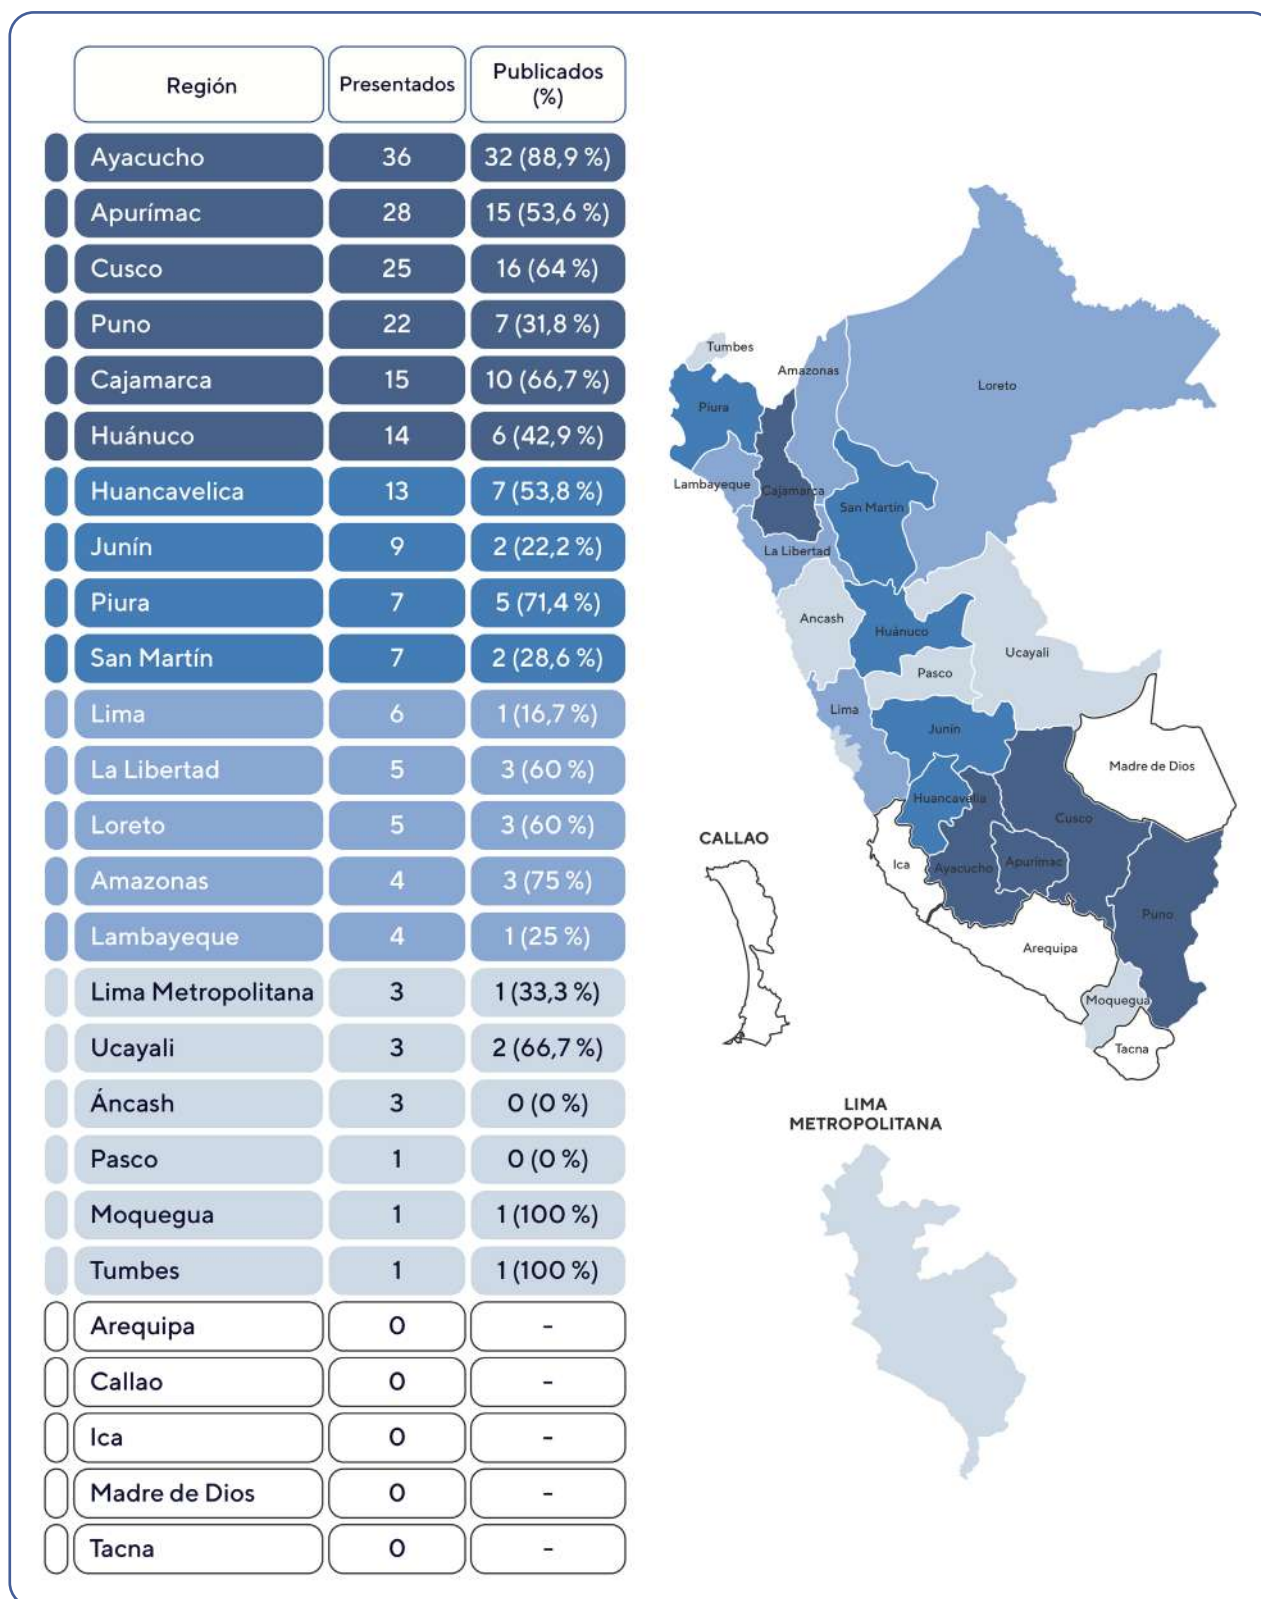 Región Presentados Publicados (%)
Ayacucho 36 32 (88,9 %)
Apurímac 28 15 (53,6 %)
Cusco 25 16 (64 %)
Puno 22 7 (31,8 %)
Cajamarca 15 10 (66,7 %)
Huánuco 14 6 (42,9 %)
Huancavelica 13 7 (53,8 %)
Junín 9 2 (22,2 %)
Piura 7 5 (71,4 %)
San Martín 7 2 (28,6 %)
Lima 6 1 (16,7 %)
La Libertad 5 3 (60 %)
Loreto 5 3 (60 %)
Amazonas 4 3 (75 %)
Lambayeque 4 1 (25 %)
Lima Metropolitana 3 1 (33,3 %)
Ucayali 3 2 (66,7 %)
Áncash 3 0 (0 %)
Pasco 1 0 (0 %)
Moquegua 1 1 (100 %)
Tumbes 1 1 (100 %)
Arequipa 0 -
Callao 0 -
Ica 0 -
Madre de Dios 0 -
Tacna 0 -
Tumbes
Amazonas
Loreto
Piura
Lambayeque
Cajamarca
San Martín
La Libertad
Áncash
Huánuco
Ucayali
Pasco
Lima
Junín
Madre de Dios
Huancavelia
Cusco
CALLAO
Ica
Ayacucho
Apurímac
Puno
Arequipa
Moquegua
Tacna
LIMA
METROPOLITANA